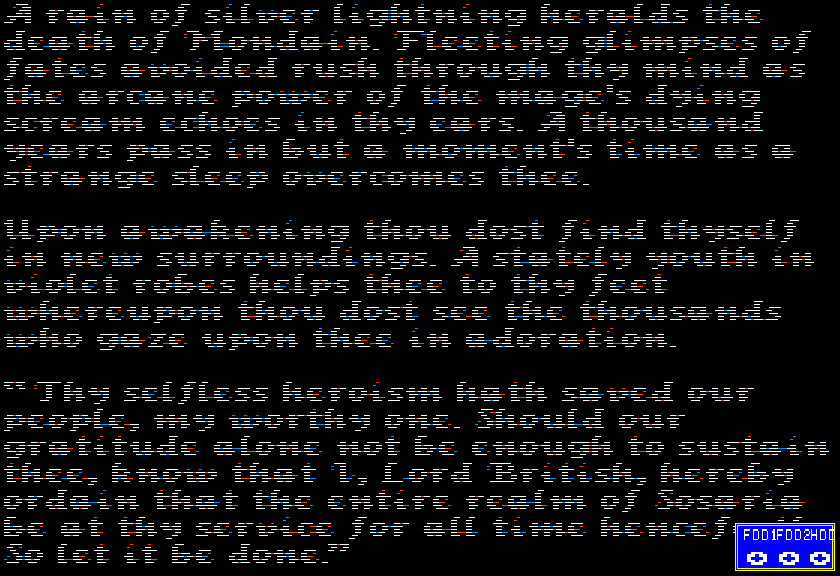 A rain of silver lightning heralds the
death of Mondain. Fleeting glimpses of
fates avoided rush through thy mind as
the arcane power of the mage's dying
scream echoes in thy ears. A thousand
years pass in but a moment's time as a
strange sleep overcomes thee.
Upon awakening thou dost find thyself
in new surroundings. A stately youth in
violet robes helps thee to thy feet
whereupon thou dost see the thousands
who gaze upon thee in adoration.
"Thy selfless heroism hath saved our
people, my worthy one. Should our
gratitude alone not be enough to sustain
thee, know that I, Lord British, hereby
ordain that the entire realm of Sosaria
be at thy service for all time hencef
So let it be done."
FDD1FDD2HDD